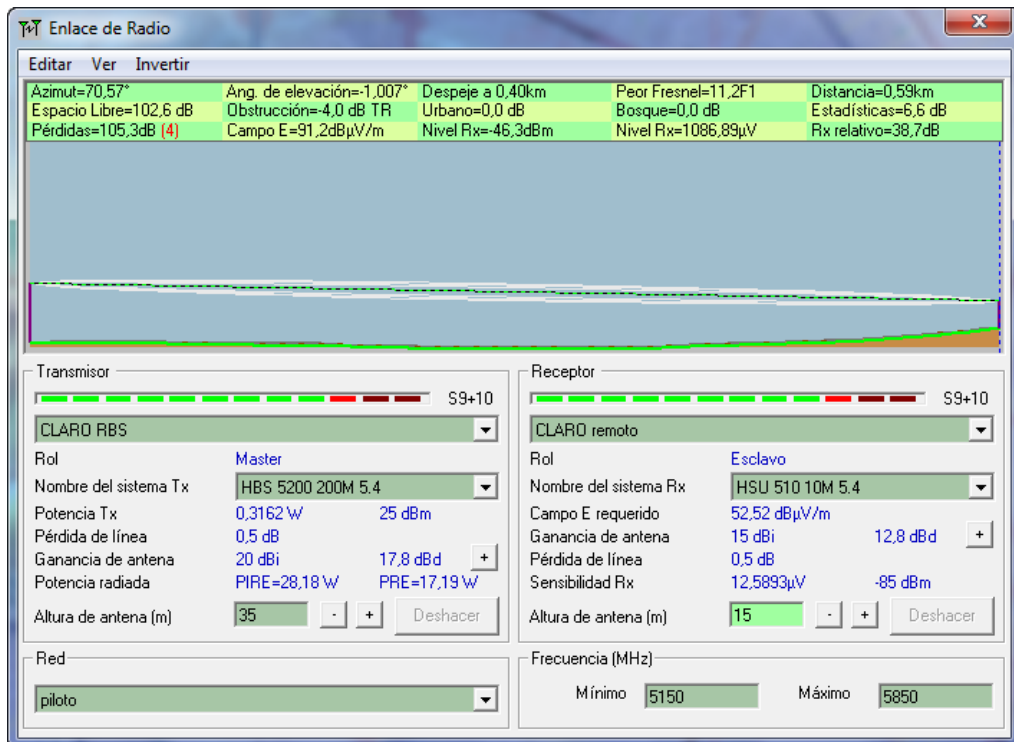 Enlace de Radio
Editar Ver Invertir
Azimut=70,57° Ang. de elevación=-1,007° Despeje a 0,40km Peor Fresnel=11,2F1 Distancia=0,59km
Espacio Libre=102,6 dB Obstrucción=-4,0 dB TR Urbano=0,0 dB Bosque=0,0 dB Estadísticas=6,6 dB
Pérdidas=105,3dB (4) Campo E=91,2dBµV/m Nivel Rx=-46,3dBm Nivel Rx=1086,89µV Rx relativo=38,7dB
Transmisor
S9+10
CLARO RBS
Rol Master
Nombre del sistema Tx HBS 5200 200M 5.4
Potencia Tx 0,3162 W 25 dBm
Pérdida de línea 0,5 dB
Ganancia de antena 20 dBi 17,8 dBd +
Potencia radiada PIRE=28,18 W PRE=17,19 W
Altura de antena (m) 35 - + Deshacer
Receptor
S9+10
CLARO remoto
Rol Esclavo
Nombre del sistema Rx HSU 510 10M 5.4
Campo E requerido 52,52 dBµV/m
Ganancia de antena 15 dBi 12,8 dBd +
Pérdida de línea 0,5 dB
Sensibilidad Rx 12,5893µV -85 dBm
Altura de antena (m) 15 - + Deshacer
Red
piloto
Frecuencia (MHz)
Mínimo 5150 Máximo 5850